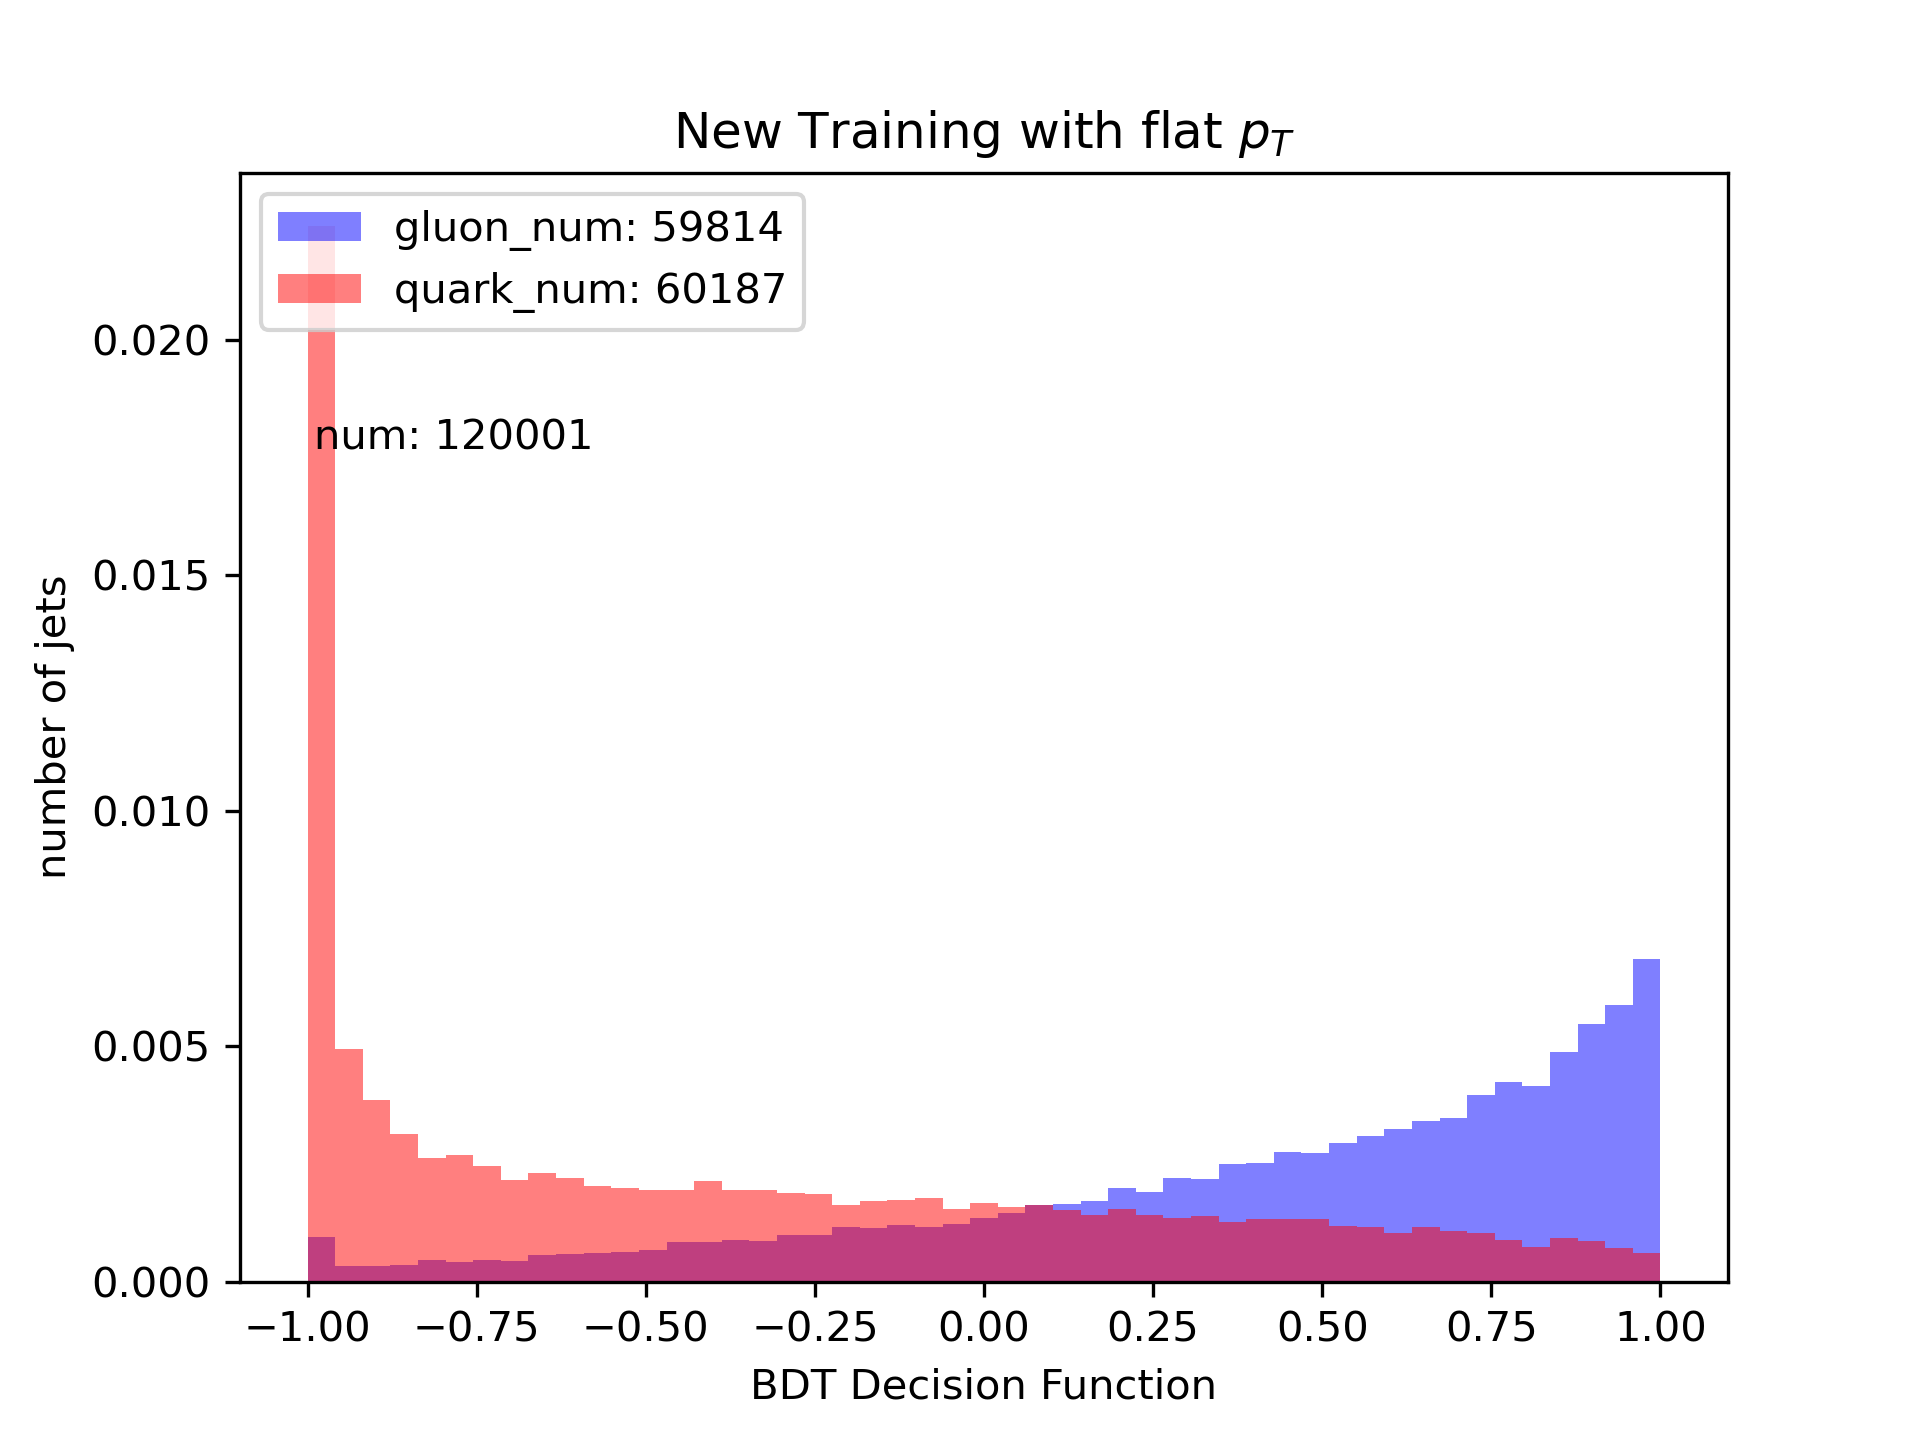 New Training with flat p_T
gluon_num: 59814
quark_num: 60187
num: 120001
number of jets
0.020
0.015
0.010
0.005
0.000
−1.00 −0.75 −0.50 −0.25 0.00 0.25 0.50 0.75 1.00
BDT Decision Function